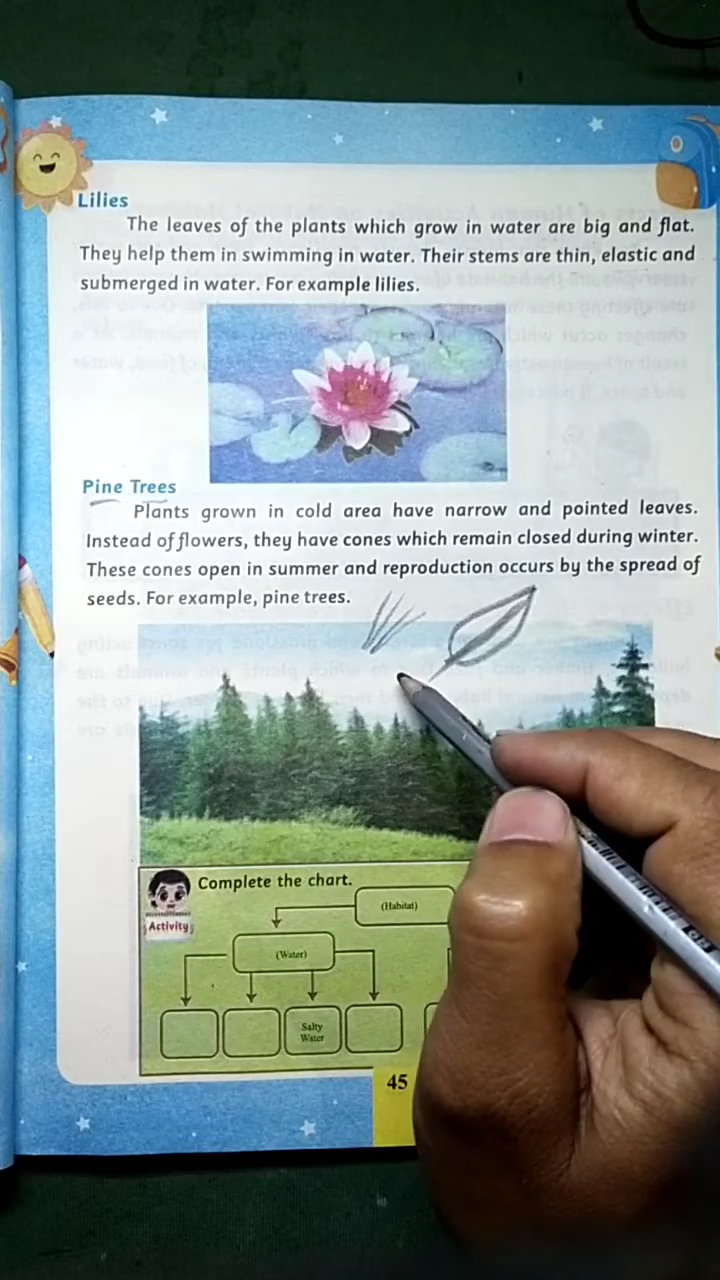 Lilies
The leaves of the plants which grow in water are big and flat.
They help them in swimming in water. Their stems are thin, elastic and
submerged in water. For example lilies.
Pine Trees
Plants grown in cold area have narrow and pointed leaves.
Instead of flowers, they have cones which remain closed during winter.
These cones open in summer and reproduction occurs by the spread of
seeds. For example, pine trees.
Complete the chart.
Activity
(Habitat)
(Water)
Salty
Water
45